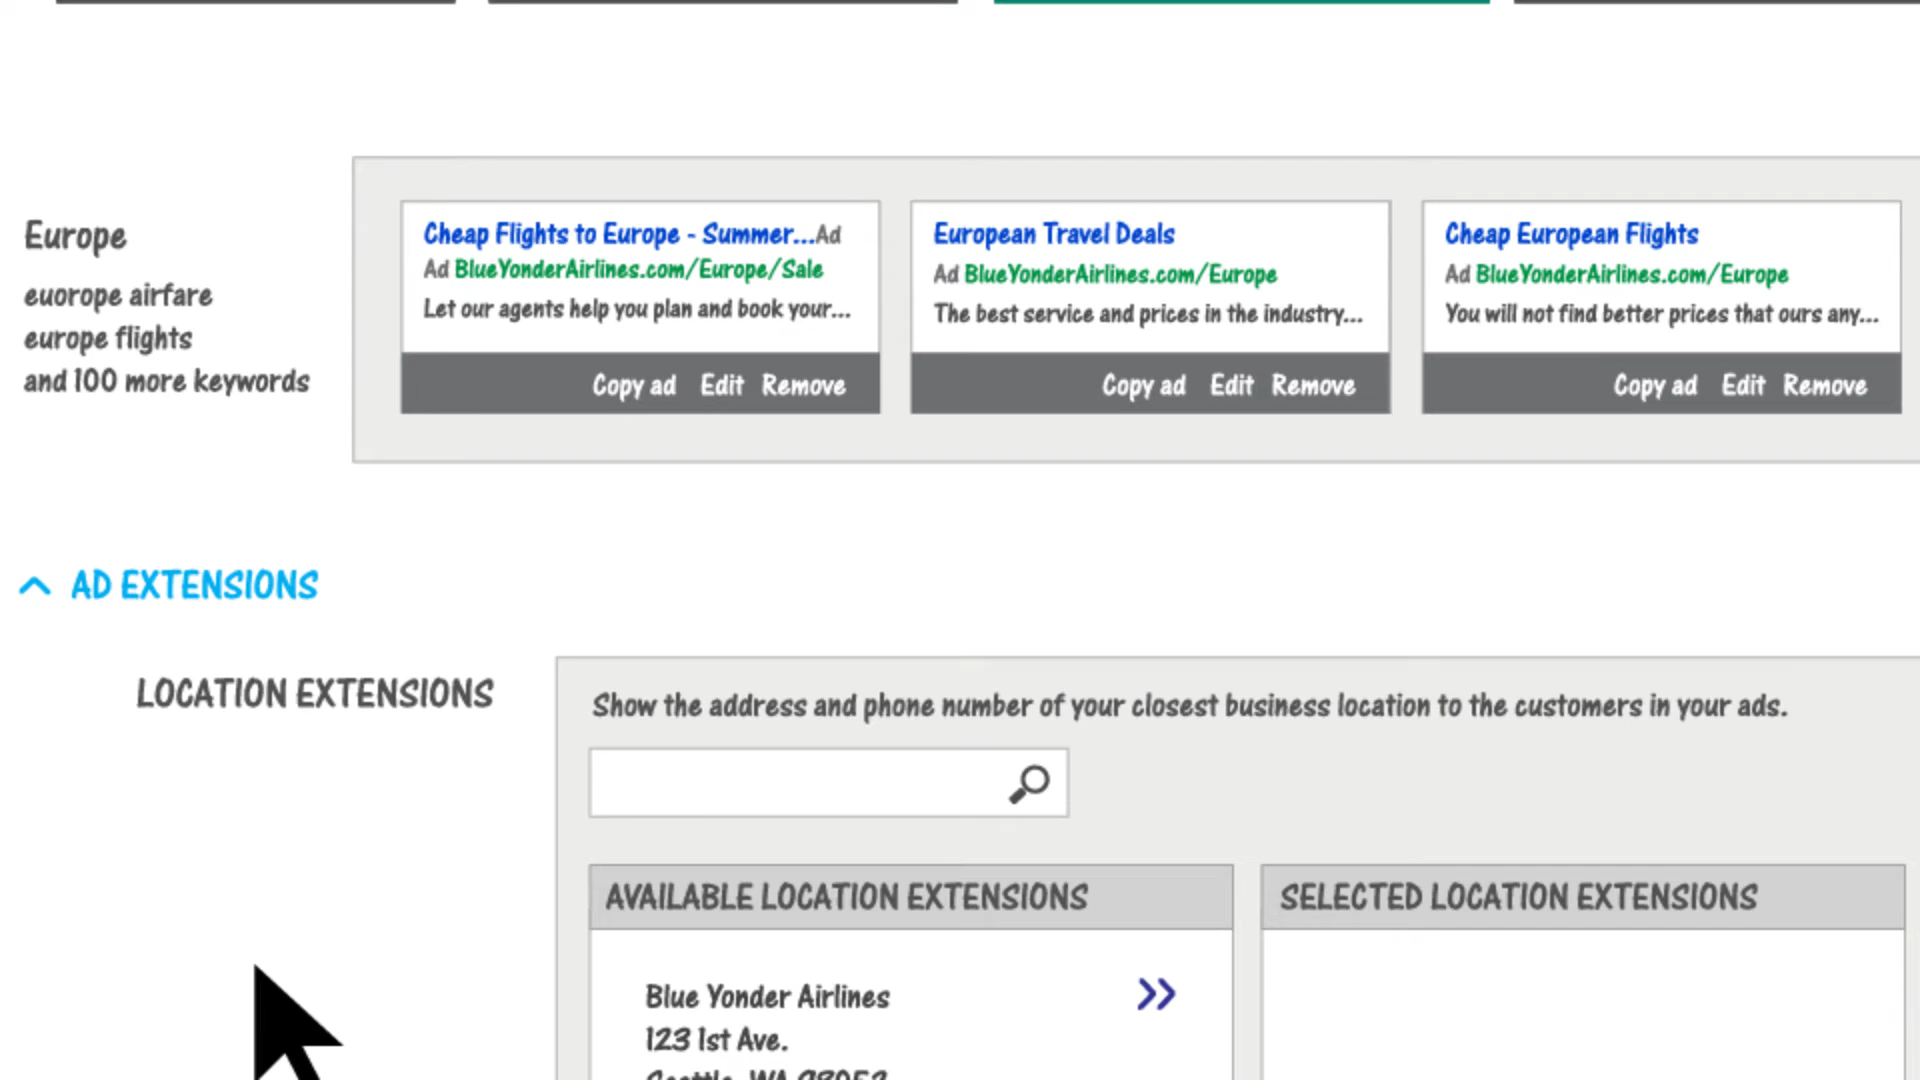 Europe
euorope airfare
europe flights
and 100 more keywords
Cheap Flights to Europe - Summer...Ad
Ad BlueYonderAirlines.com/Europe/Sale
Let our agents help you plan and book your...
Copy ad Edit Remove
European Travel Deals
Ad BlueYonderAirlines.com/Europe
The best service and prices in the industry...
Copy ad Edit Remove
Cheap European Flights
Ad BlueYonderAirlines.com/Europe
You will not find better prices that ours any...
Copy ad Edit Remove
AD EXTENSIONS
LOCATION EXTENSIONS
Show the address and phone number of your closest business location to the customers in your ads.
AVAILABLE LOCATION EXTENSIONS
Blue Yonder Airlines
123 1st Ave.
Seattle, WA 98052
SELECTED LOCATION EXTENSIONS